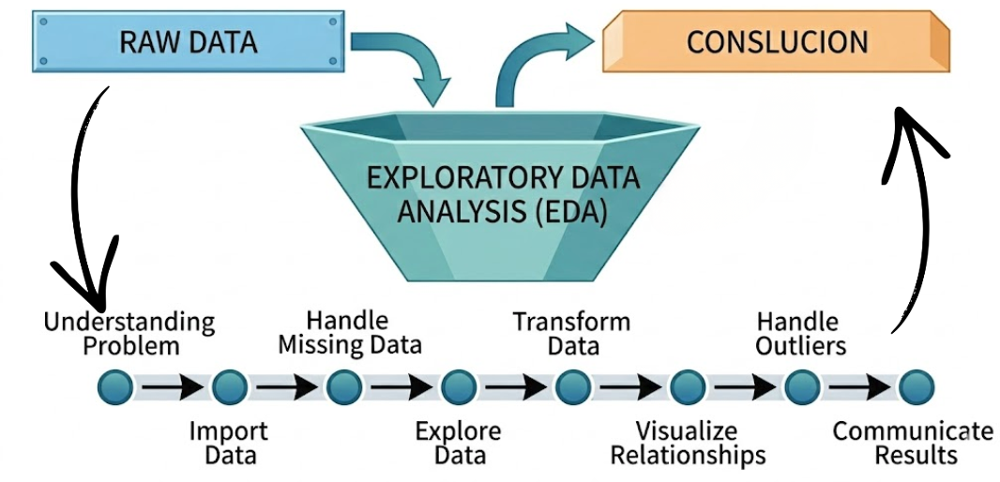 RAW DATA
CONSLUCION
EXPLORATORY DATA
ANALYSIS (EDA)
Understanding
Problem
Import
Data
Handle
Missing Data
Explore
Data
Transform
Data
Visualize
Relationships
Handle
Outliers
Communicate
Results